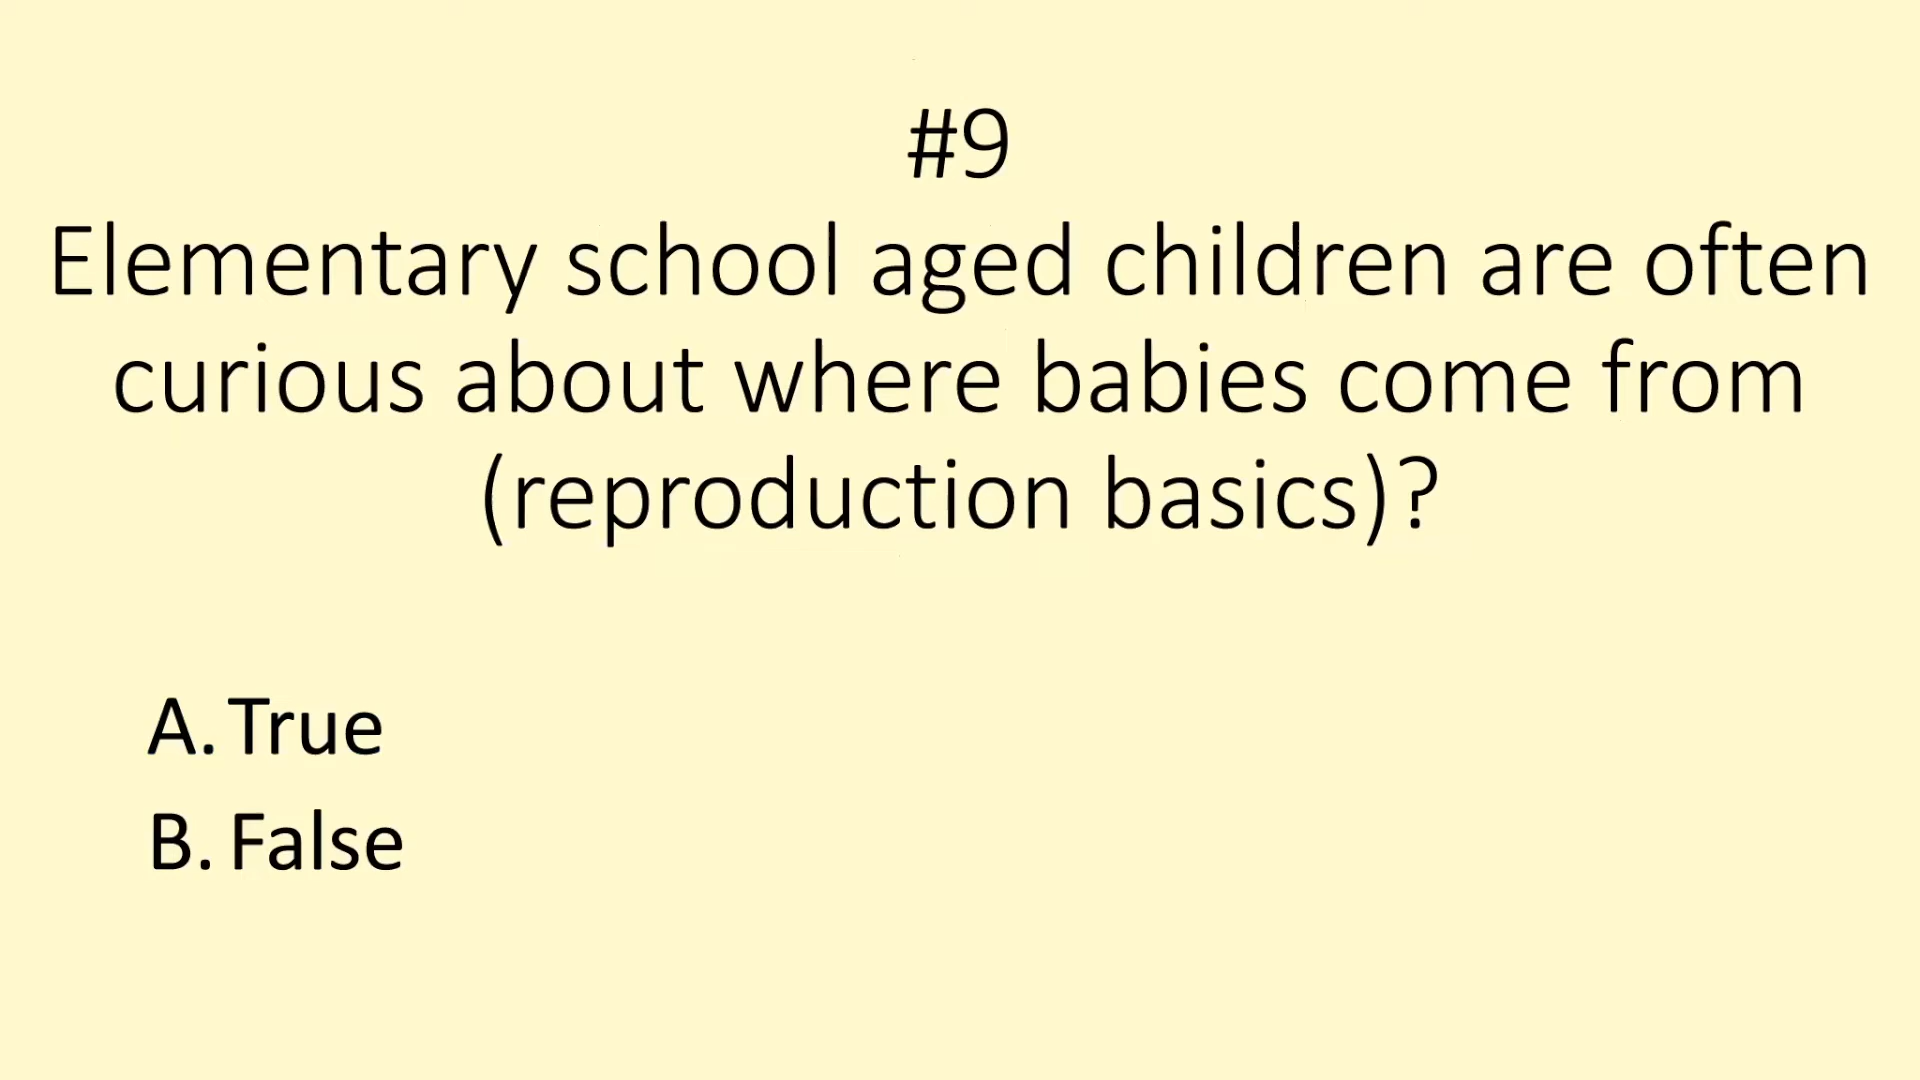 #9
Elementary school aged children are often
curious about where babies come from
(reproduction basics)?
A. True
B. False